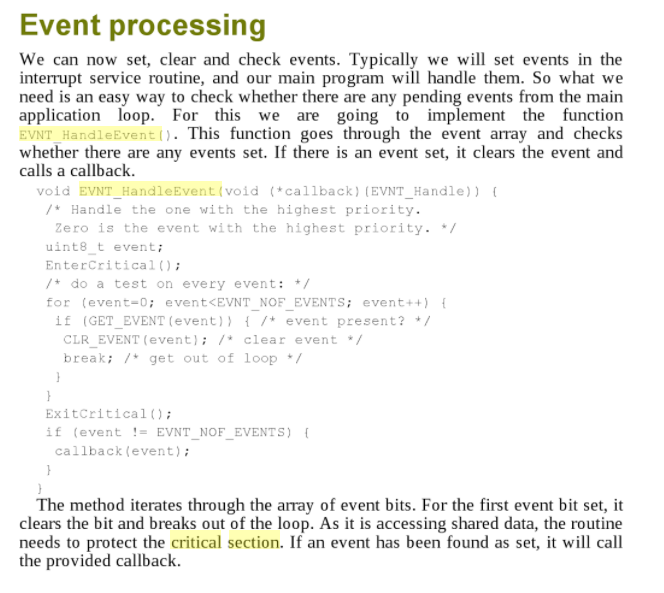 Event processing
We can now set, clear and check events. Typically we will set events in the
interrupt service routine, and our main program will handle them. So what we
need is an easy way to check whether there are any pending events from the main
application loop. For this we are going to implement the function
EVNT_HandleEvent(). This function goes through the event array and checks
whether there are any events set. If there is an event set, it clears the event and
calls a callback.
void EVNT_HandleEvent(void (*callback)(EVNT_Handle)) {
/* Handle the one with the highest priority.
Zero is the event with the highest priority. */
uint8_t event;
EnterCritical();
/* do a test on every event: */
for (event=0; event<EVNT_NOF_EVENTS; event++) {
if (GET_EVENT(event)) { /* event present? */
CLR_EVENT(event); /* clear event */
break; /* get out of loop */
}
}
ExitCritical();
if (event != EVNT_NOF_EVENTS) {
callback(event);
}
}
The method iterates through the array of event bits. For the first event bit set, it
clears the bit and breaks out of the loop. As it is accessing shared data, the routine
needs to protect the critical section. If an event has been found as set, it will call
the provided callback.